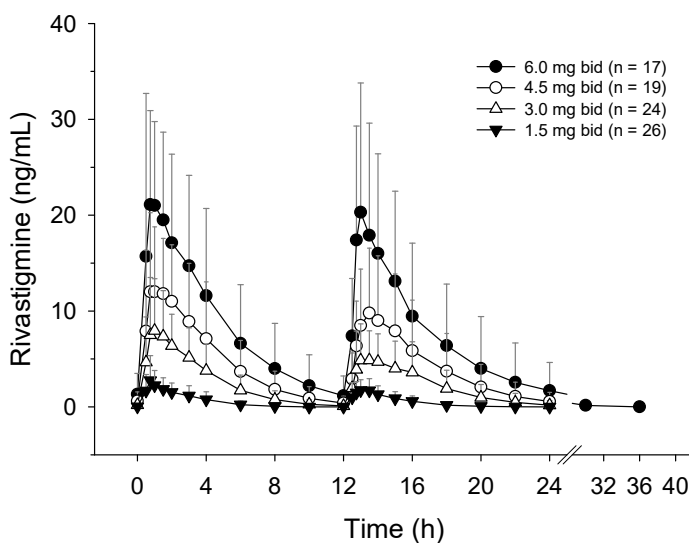 40
30
20
10
0
Rivastigmine (ng/mL)
6.0 mg bid (n = 17)
4.5 mg bid (n = 19)
3.0 mg bid (n = 24)
1.5 mg bid (n = 26)
0 4 8 12 16 20 24 32 36 40
Time (h)